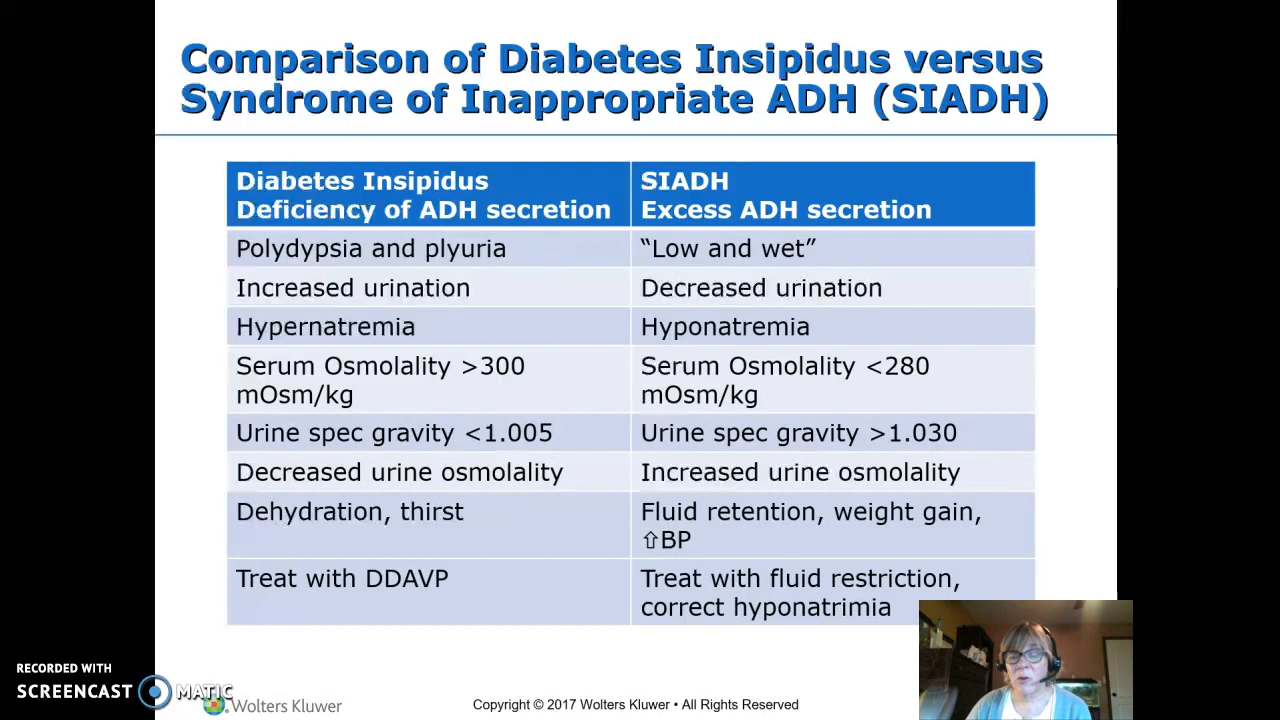 Comparison of Diabetes Insipidus versus
Syndrome of Inappropriate ADH (SIADH)
Diabetes Insipidus
Deficiency of ADH secretion
SIADH
Excess ADH secretion
Polydypsia and plyuria
“Low and wet”
Increased urination
Decreased urination
Hypernatremia
Hyponatremia
Serum Osmolality >300
mOsm/kg
Serum Osmolality <280
mOsm/kg
Urine spec gravity <1.005
Urine spec gravity >1.030
Decreased urine osmolality
Increased urine osmolality
Dehydration, thirst
Fluid retention, weight gain,
⇧BP
Treat with DDAVP
Treat with fluid restriction,
correct hyponatrimia
RECORDED WITH
SCREENCAST MATIC
Wolters Kluwer
Copyright © 2017 Wolters Kluwer • All Rights Reserved